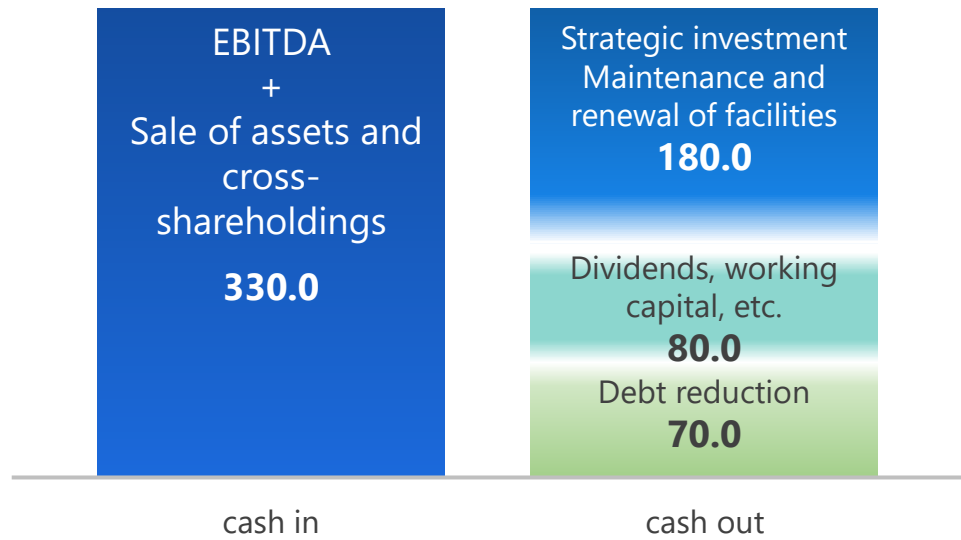 EBITDA
+
Sale of assets and
cross-
shareholdings
330.0
Strategic investment
Maintenance and
renewal of facilities
180.0
Dividends, working
capital, etc.
80.0
Debt reduction
70.0
cash in
cash out